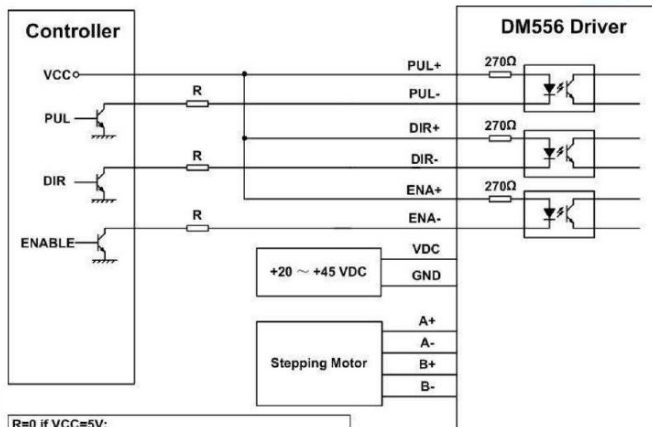 Controller
DM556 Driver
VCC
PUL+
270Ω
R
PUL-
PUL
DIR+
270Ω
R
DIR-
DIR
ENA+
270Ω
R
ENA-
ENABLE
VDC
+20 ~ +45 VDC
GND
A+
A-
Stepping Motor
B+
B-
R=0 if VCC=5V;